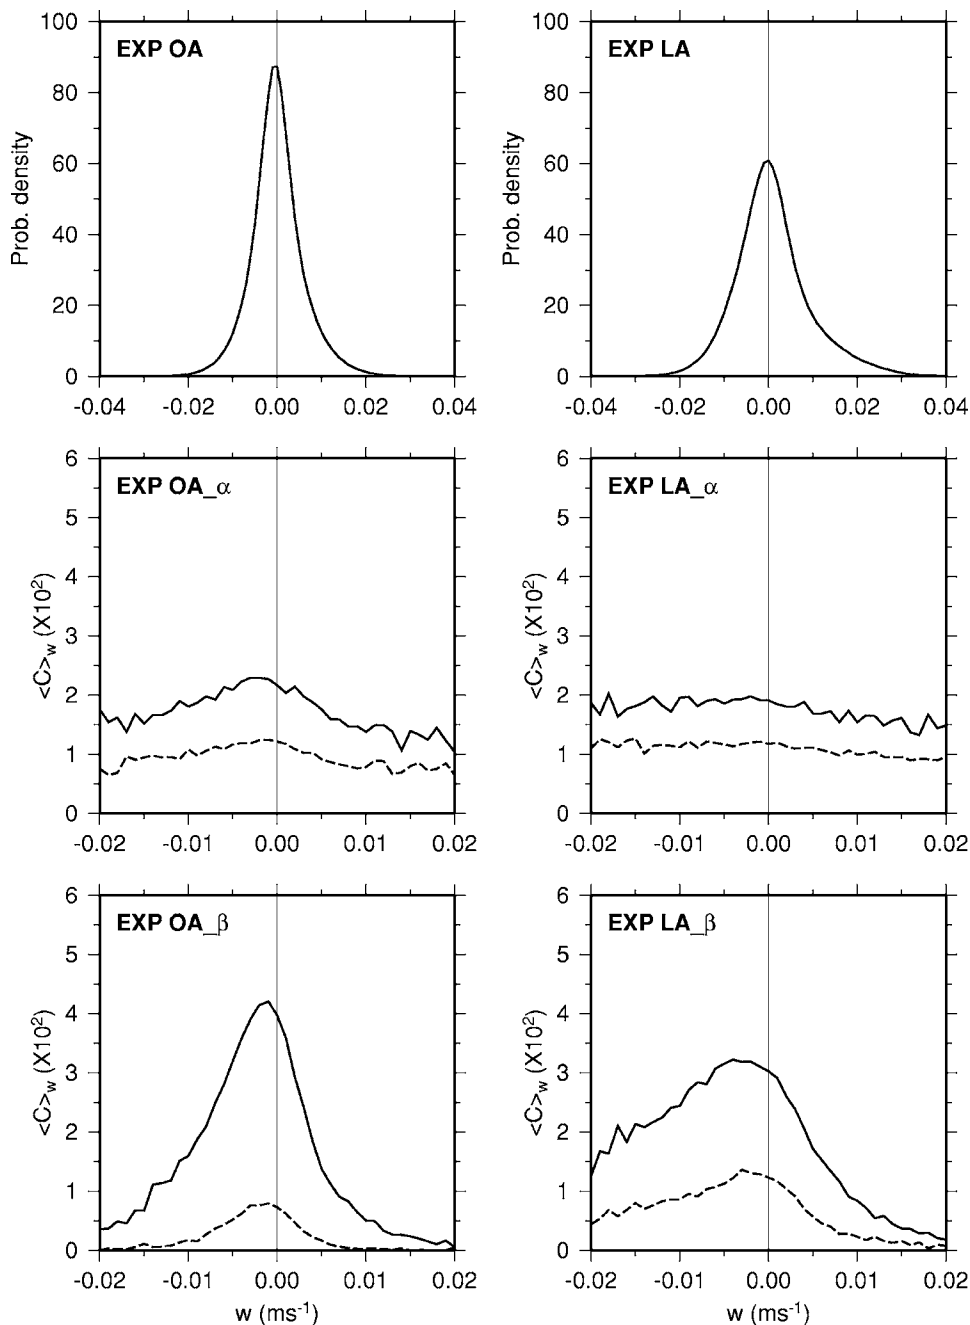 EXP OA
Prob. density
100
80
60
40
20
0
-0.04 -0.02 0.00 0.02 0.04
EXP LA
Prob. density
100
80
60
40
20
0
-0.04 -0.02 0.00 0.02 0.04
EXP OA_α
<C>w (X10²)
6
5
4
3
2
1
0
-0.02 -0.01 0.00 0.01 0.02
EXP LA_α
<C>w (X10²)
6
5
4
3
2
1
0
-0.02 -0.01 0.00 0.01 0.02
EXP OA_β
<C>w (X10²)
6
5
4
3
2
1
0
-0.02 -0.01 0.00 0.01 0.02
w (ms⁻¹)
EXP LA_β
<C>w (X10²)
6
5
4
3
2
1
0
-0.02 -0.01 0.00 0.01 0.02
w (ms⁻¹)